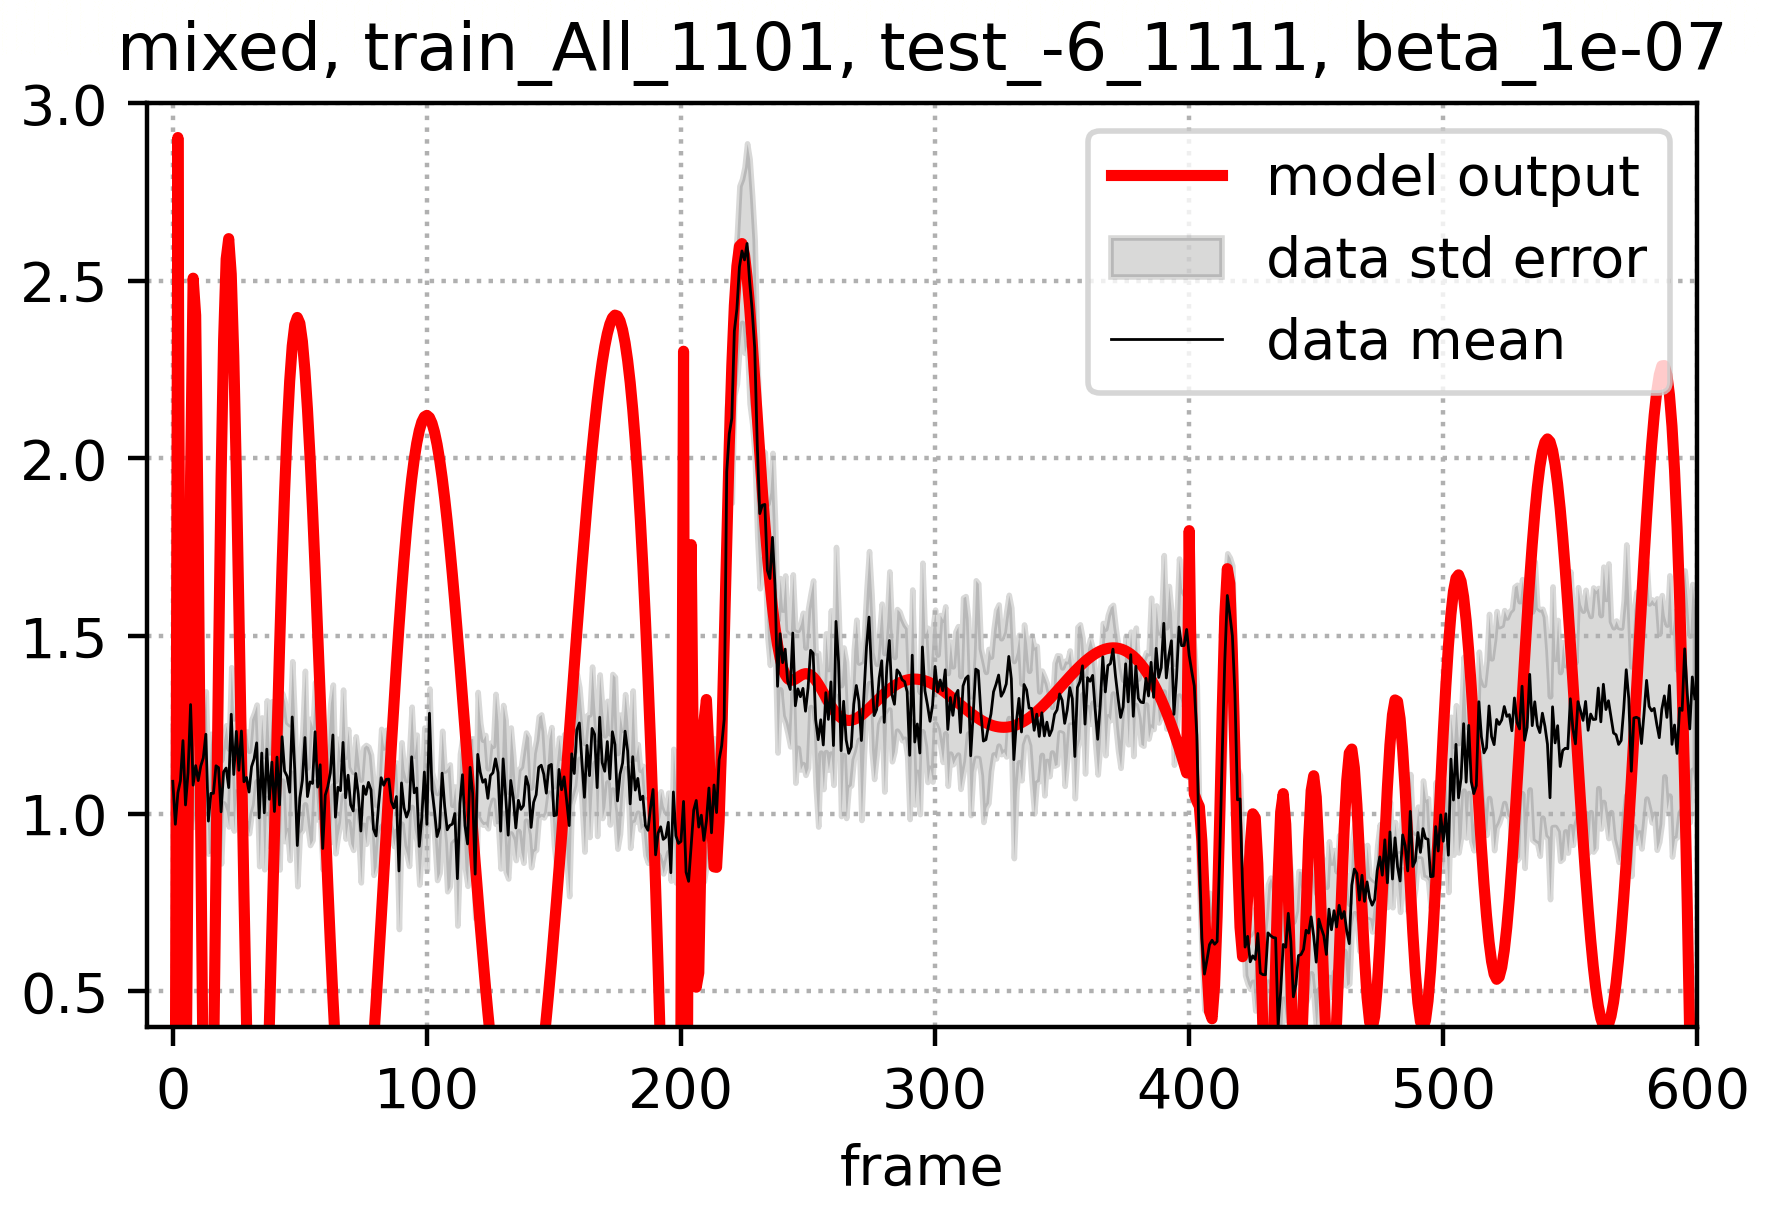 mixed, train_All_1101, test_-6_1111, beta_1e-07
3.0
2.5
2.0
1.5
1.0
0.5
model output
data std error
data mean
0 100 200 300 400 500 600
frame